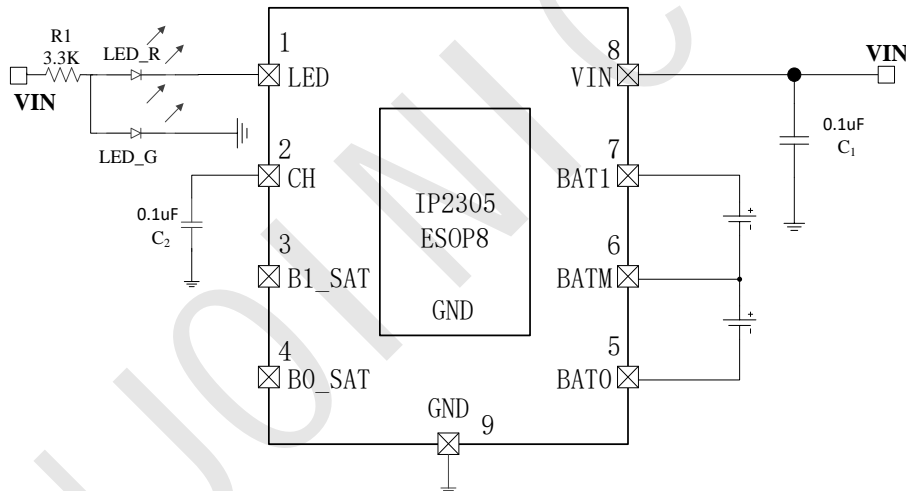 R1
3.3K
LED_R
VIN
LED_G
1
LED
2
CH
0.1uF
C2
3
B1_SAT
4
B0_SAT
IP2305
ESOP8
GND
GND
9
8
VIN
VIN
0.1uF
C1
7
BAT1
6
BATM
5
BAT0
INJOINIC